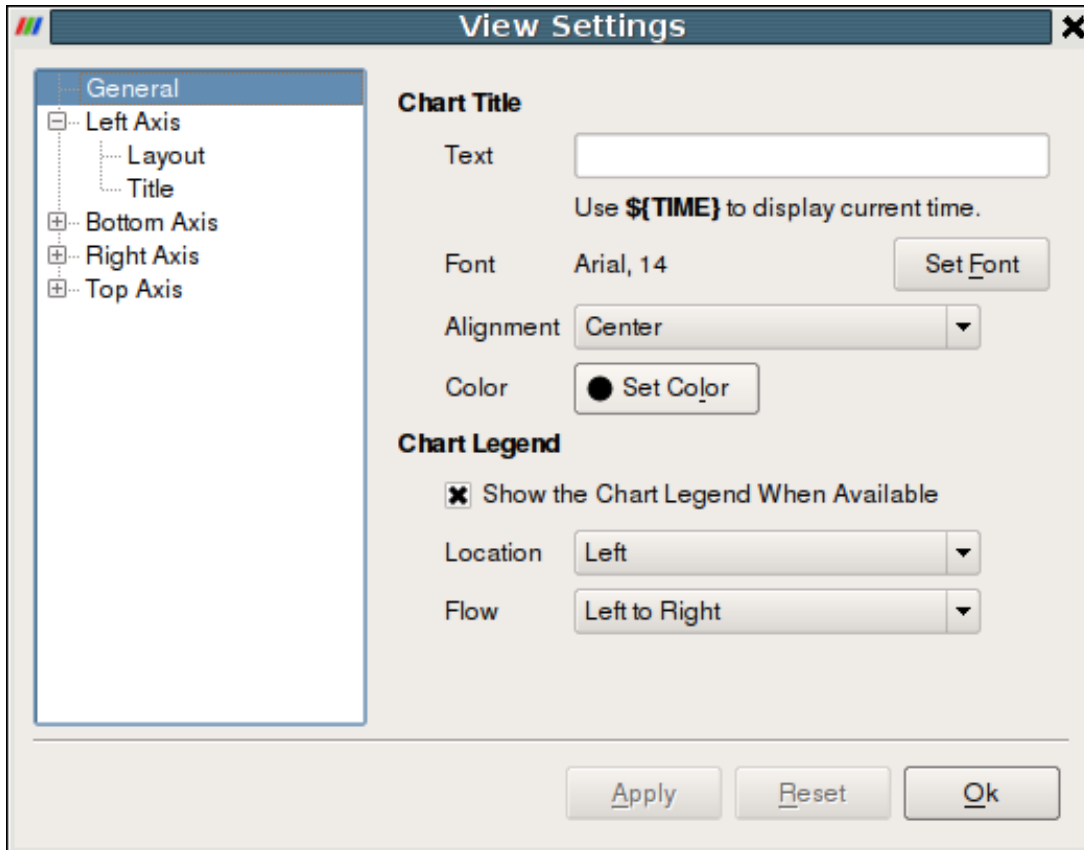 View Settings
General
Left Axis
Layout
Title
Bottom Axis
Right Axis
Top Axis
Chart Title
Text
Use ${TIME} to display current time.
Font Arial, 14 Set Font
Alignment Center
Color Set Color
Chart Legend
Show the Chart Legend When Available
Location Left
Flow Left to Right
Apply Reset Ok